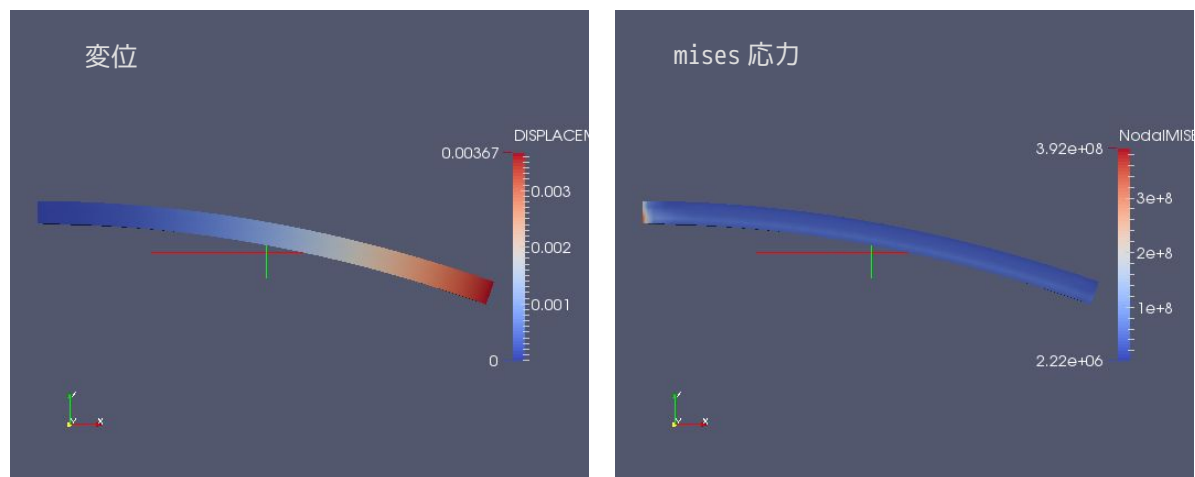 変位
DISPLACEM
0.00367
0.003
0.002
0.001
0
Y
X
mises 応力
NodalMISE
3.92e+08
3e+8
2e+8
1e+8
2.22e+06
Y
X